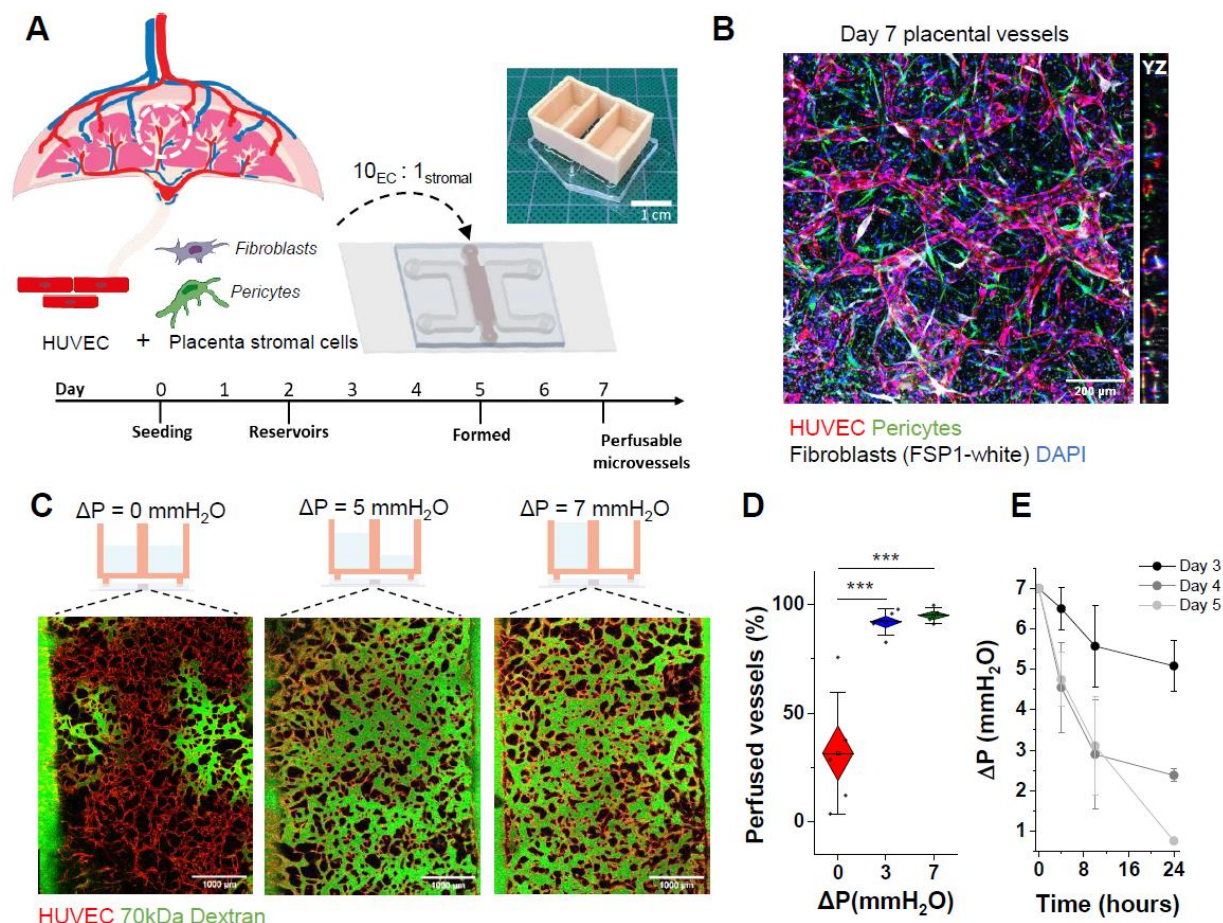 A
Fibroblasts
Pericytes
HUVEC + Placenta stromal cells
10EC : 1stromal
1 cm
Day 0 1 2 3 4 5 6 7
Seeding Reservoirs Formed Perfusable
microvessels
B
Day 7 placental vessels
YZ
200 µm
HUVEC Pericytes
Fibroblasts (FSP1-white) DAPI
C
ΔP = 0 mmH₂O ΔP = 5 mmH₂O ΔP = 7 mmH₂O
1000 µm 1000 µm 1000 µm
HUVEC 70kDa Dextran
D
***
***
Perfused vessels (%)
100
50
0
0 3 7
ΔP(mmH₂O)
E
Day 3
Day 4
Day 5
ΔP (mmH₂O)
7
6
5
4
3
2
1
0 8 16 24
Time (hours)